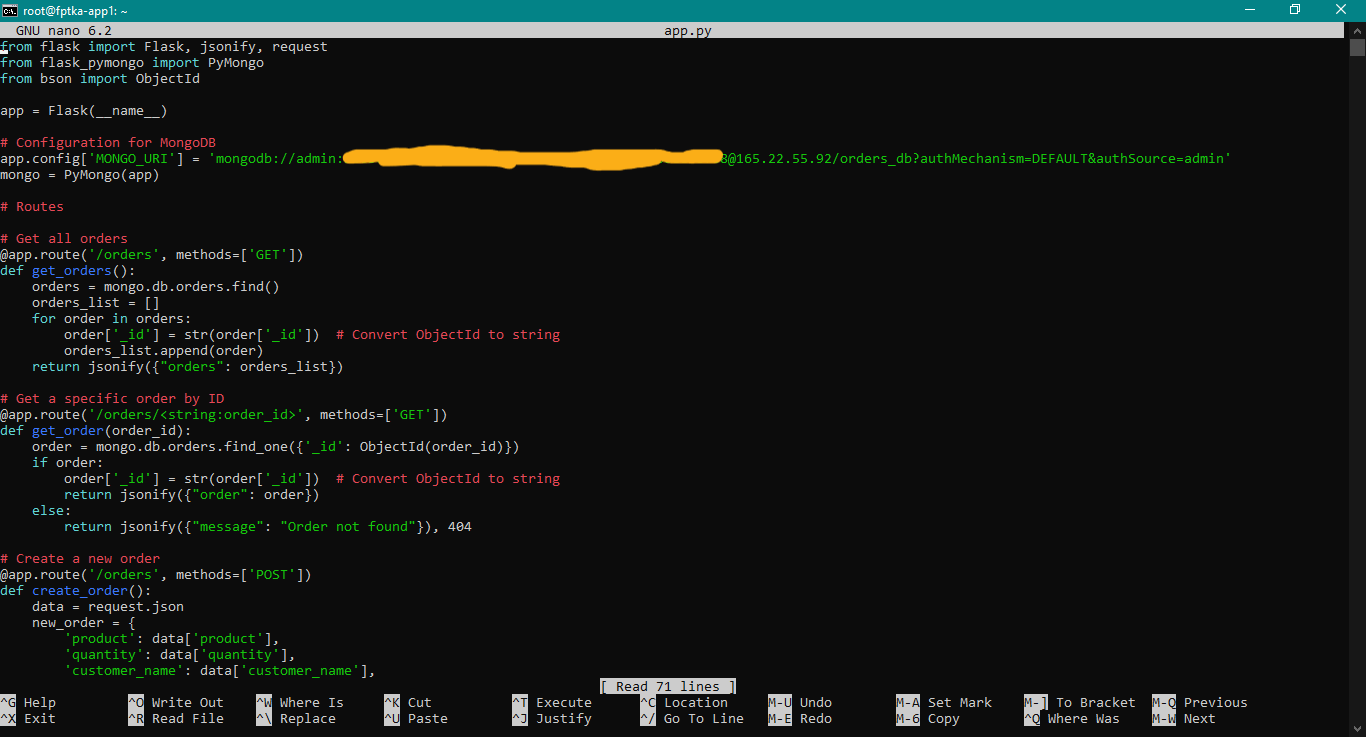 root@fptka-app1: ~
GNU nano 6.2 app.py
from flask import Flask, jsonify, request
from flask_pymongo import PyMongo
from bson import ObjectId

app = Flask(__name__)

# Configuration for MongoDB
app.config['MONGO_URI'] = 'mongodb://admin: @165.22.55.92/orders_db?authMechanism=DEFAULT&authSource=admin'
mongo = PyMongo(app)

# Routes

# Get all orders
@app.route('/orders', methods=['GET'])
def get_orders():
    orders = mongo.db.orders.find()
    orders_list = []
    for order in orders:
        order['_id'] = str(order['_id'])  # Convert ObjectId to string
        orders_list.append(order)
    return jsonify({"orders": orders_list})

# Get a specific order by ID
@app.route('/orders/<string:order_id>', methods=['GET'])
def get_order(order_id):
    order = mongo.db.orders.find_one({'_id': ObjectId(order_id)})
    if order:
        order['_id'] = str(order['_id'])  # Convert ObjectId to string
        return jsonify({"order": order})
    else:
        return jsonify({"message": "Order not found"}), 404

# Create a new order
@app.route('/orders', methods=['POST'])
def create_order():
    data = request.json
    new_order = {
        'product': data['product'],
        'quantity': data['quantity'],
        'customer_name': data['customer_name'],
[ Read 71 lines ]
^G Help ^O Write Out ^W Where Is ^K Cut ^T Execute ^C Location M-U Undo M-A Set Mark M-] To Bracket M-Q Previous
^X Exit ^R Read File ^\ Replace ^U Paste ^J Justify ^/ Go To Line M-E Redo M-6 Copy ^Q Where Was M-W Next